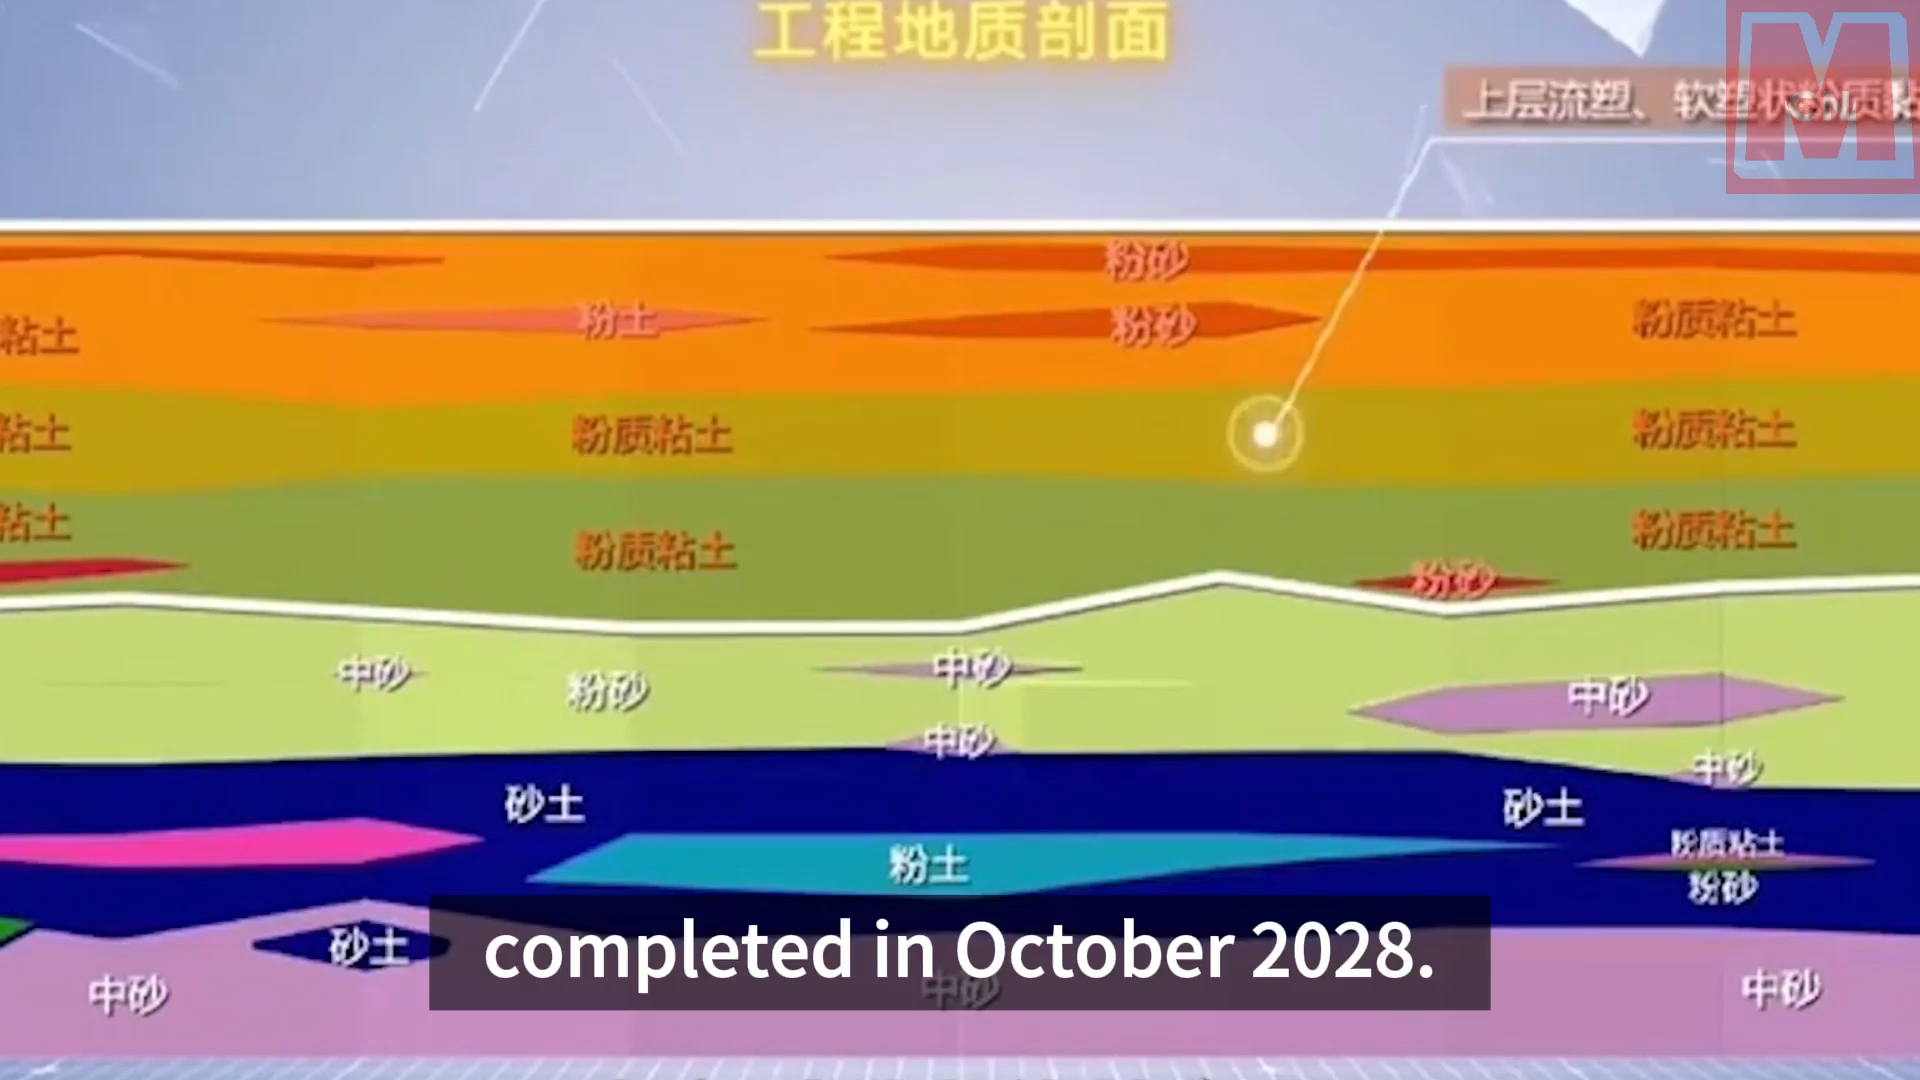 工程地质剖面
上层流塑、软塑状粉质黏
粉砂
粉土
粉砂
粉质粘土
粘土
粘土
粉质粘土
粉质粘土
粘土
粉质粘土
粉质粘土
粉砂
中砂
粉砂
中砂
中砂
中砂
中砂
砂土
砂土
粉质粘土
粉土
粉砂
砂土
中砂
中砂
中砂
completed in October 2028.
M